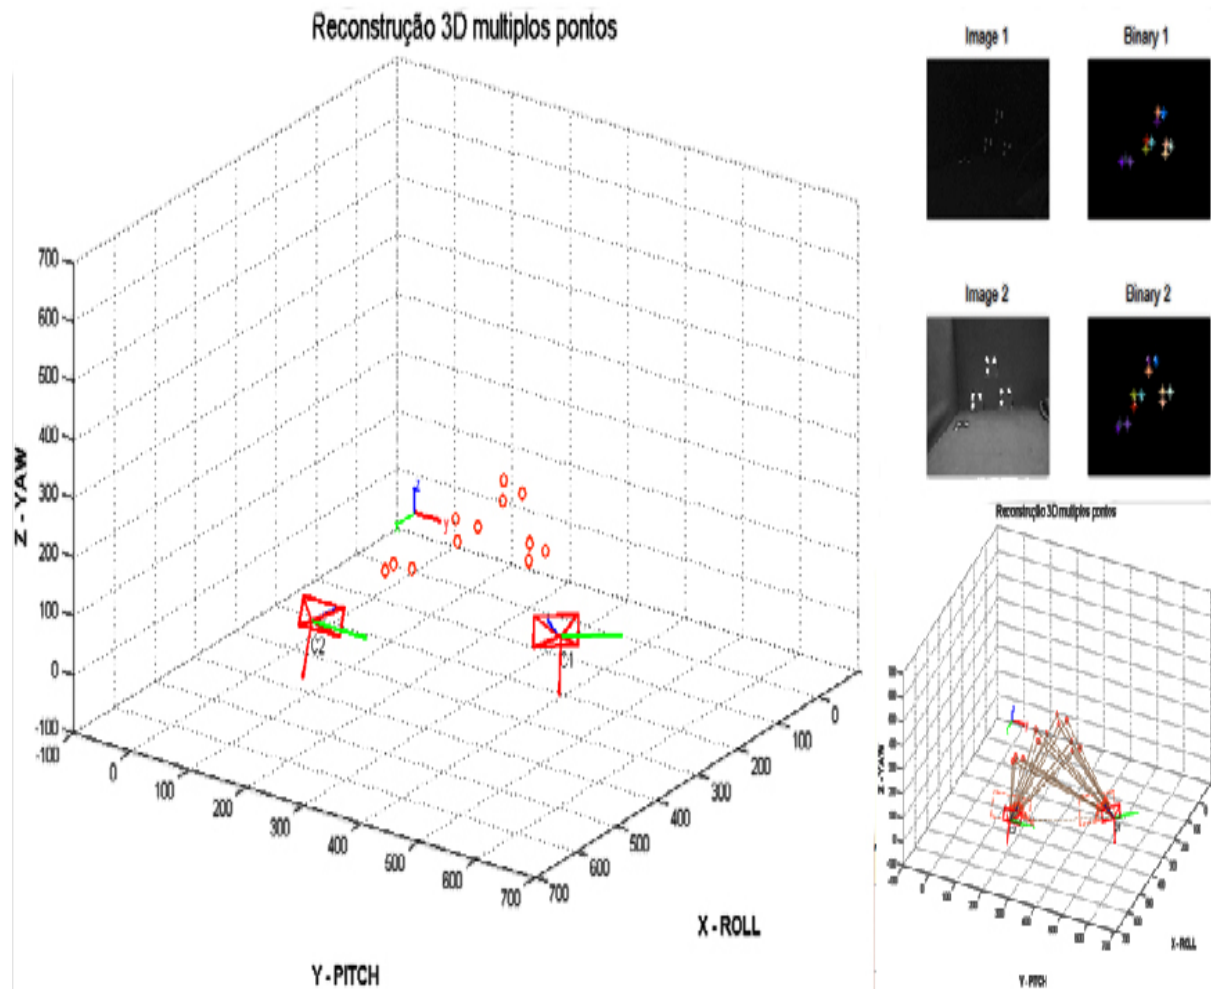 Reconstrução 3D multiplos pontos
700
600
500
400
300
200
100
0
-100
Z - YAW
-100
0
100
200
300
400
500
600
700
Y - PITCH
700
600
500
400
300
200
100
0
X - ROLL
z
y
C2
C1
Image 1
Binary 1
Image 2
Binary 2
Reconstrução 3D multiplos pontos
Z - YAW
X - ROLL
Y - PITCH